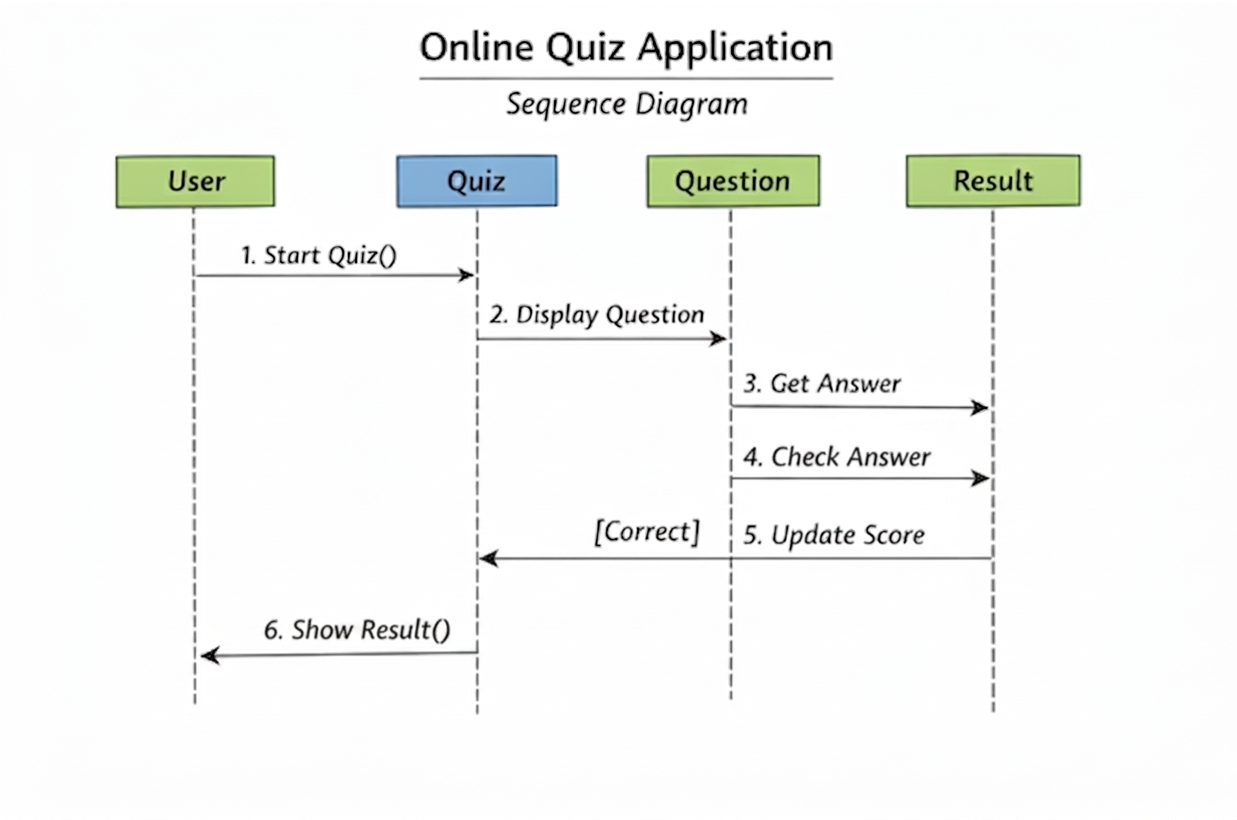 Online Quiz Application
Sequence Diagram
User Quiz Question Result
1. Start Quiz()
2. Display Question
3. Get Answer
4. Check Answer
[Correct] 5. Update Score
6. Show Result()